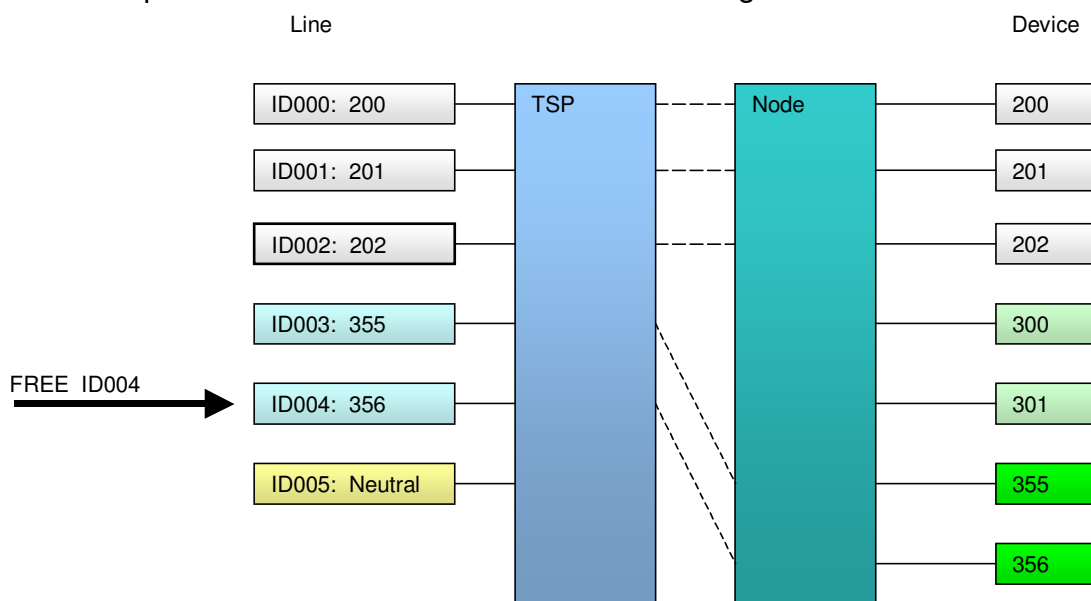 Line Device
ID000: 200 TSP Node 200
ID001: 201 201
ID002: 202 202
ID003: 355 300
FREE ID004
ID004: 356 301
ID005: Neutral 355
356